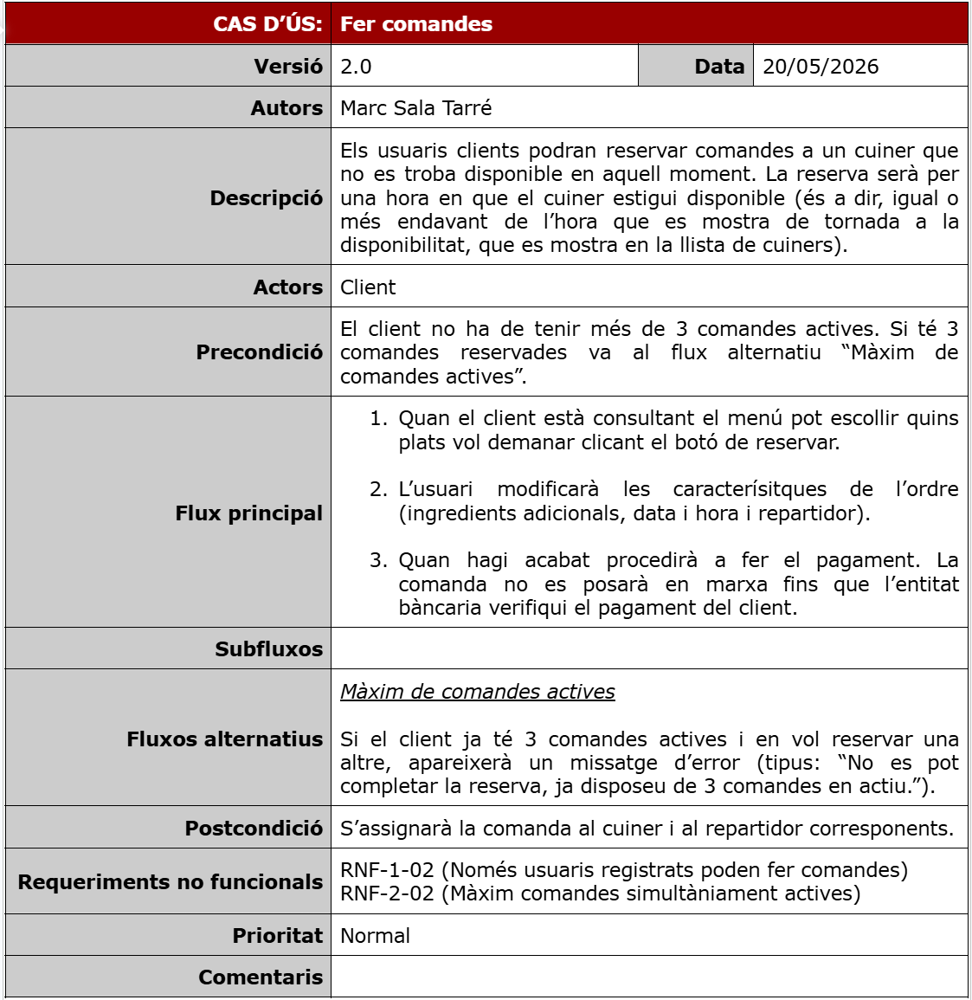 CAS D’ÚS: Fer comandes
Versió 2.0 Data 20/05/2026
Autors Marc Sala Tarré
Descripció
Els usuaris clients podran reservar comandes a un cuiner que
no es troba disponible en aquell moment. La reserva serà per
una hora en que el cuiner estigui disponible (és a dir, igual o
més endavant de l’hora que es mostra de tornada a la
disponibilitat, que es mostra en la llista de cuiners).
Actors Client
Precondició
El client no ha de tenir més de 3 comandes actives. Si té 3
comandes reservades va al flux alternatiu “Màxim de
comandes actives”.
Flux principal
1. Quan el client està consultant el menú pot escollir quins
plats vol demanar clicant el botó de reservar.
2. L’usuari modificarà les caracterísitques de l’ordre
(ingredients adicionals, data i hora i repartidor).
3. Quan hagi acabat procedirà a fer el pagament. La
comanda no es posarà en marxa fins que l’entitat
bàncaria verifiqui el pagament del client.
Subfluxos
Fluxos alternatius
Màxim de comandes actives
Si el client ja té 3 comandes actives i en vol reservar una
altre, apareixerà un missatge d’error (tipus: “No es pot
completar la reserva, ja disposeu de 3 comandes en actiu.”).
Postcondició S’assignarà la comanda al cuiner i al repartidor corresponents.
Requeriments no funcionals
RNF-1-02 (Només usuaris registrats poden fer comandes)
RNF-2-02 (Màxim comandes simultàniament actives)
Prioritat Normal
Comentaris